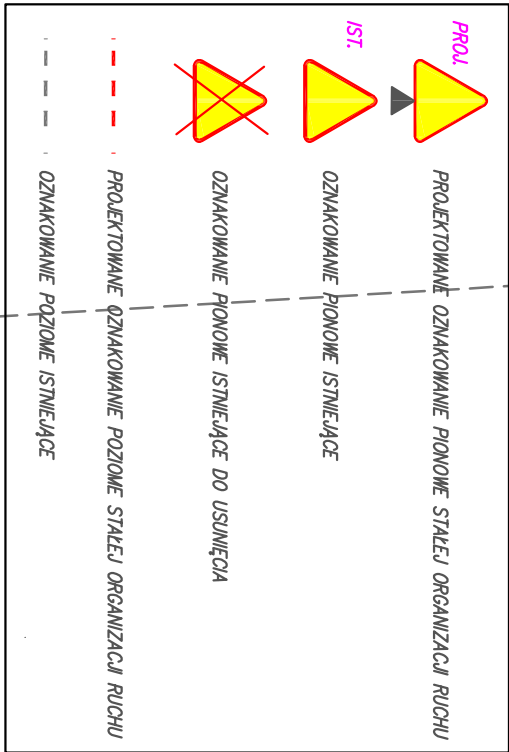 PROJ. PROJEKTOWANE OZNAKOWANIE PIONOWE STAŁEJ ORGANIZACJI RUCHU
IST. OZNAKOWANIE PIONOWE ISTNIEJĄCE
OZNAKOWANIE PIONOWE ISTNIEJĄCE DO USUNIĘCIA
PROJEKTOWANE OZNAKOWANIE POZIOME STAŁEJ ORGANIZACJI RUCHU
OZNAKOWANIE POZIOME ISTNIEJĄCE